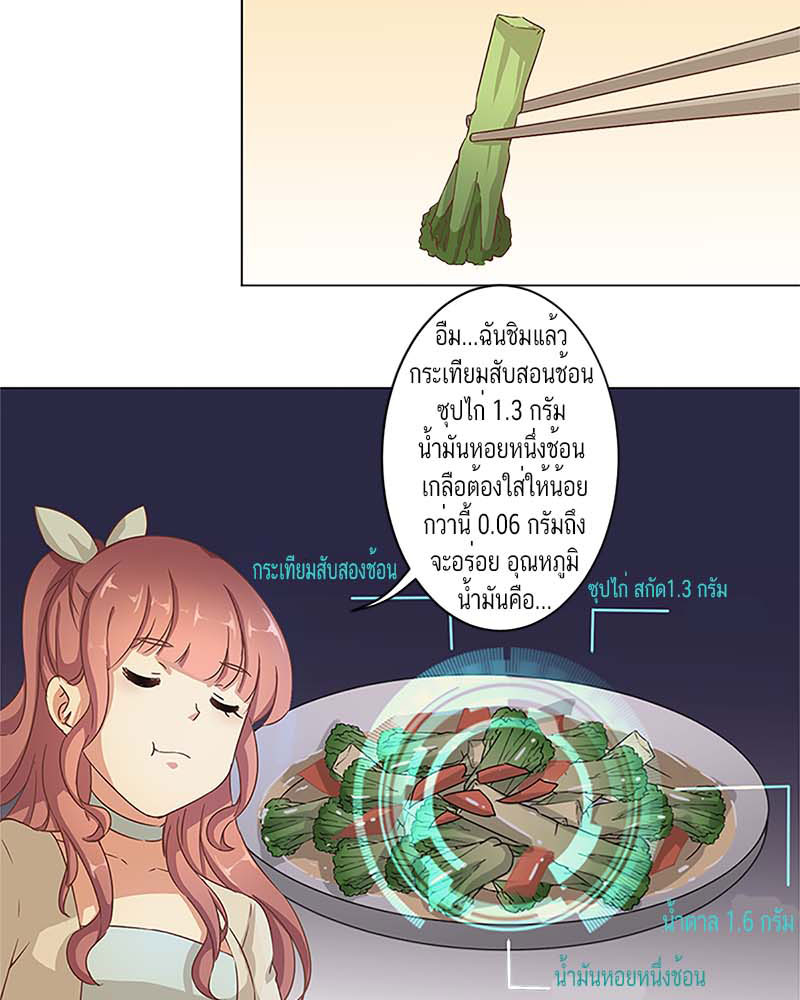 อืม...ฉันชิมแล้ว
กระเทียมสับสอนช้อน
ซุปไก่ 1.3 กรัม
น้ำมันหอยหนึ่งช้อน
เกลือต้องใส่ให้น้อย
กว่านี้ 0.06 กรัมถึง
จะอร่อย อุณหภูมิ
น้ำมันคือ...
กระเทียมสับสองช้อน
ซุปไก่ สกัด1.3 กรัม
น้ำตาล 1.6 กรัม
น้ำมันหอยหนึ่งช้อน